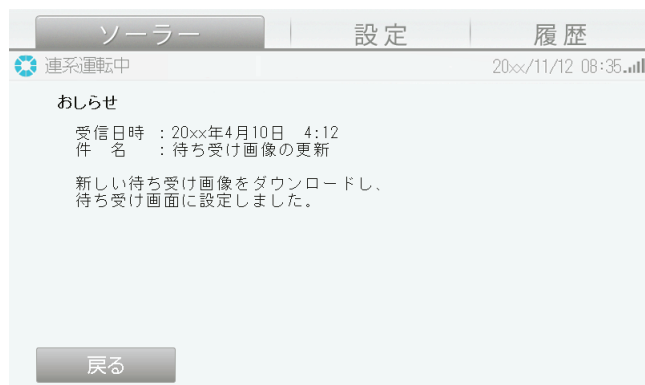 ソーラー 設定 履歴
連系運転中 20xx/11/12 08:35
おしらせ
受信日時 :20xx年4月10日 4:12
件 名 :待ち受け画像の更新
新しい待ち受け画像をダウンロードし、
待ち受け画面に設定しました。
戻る